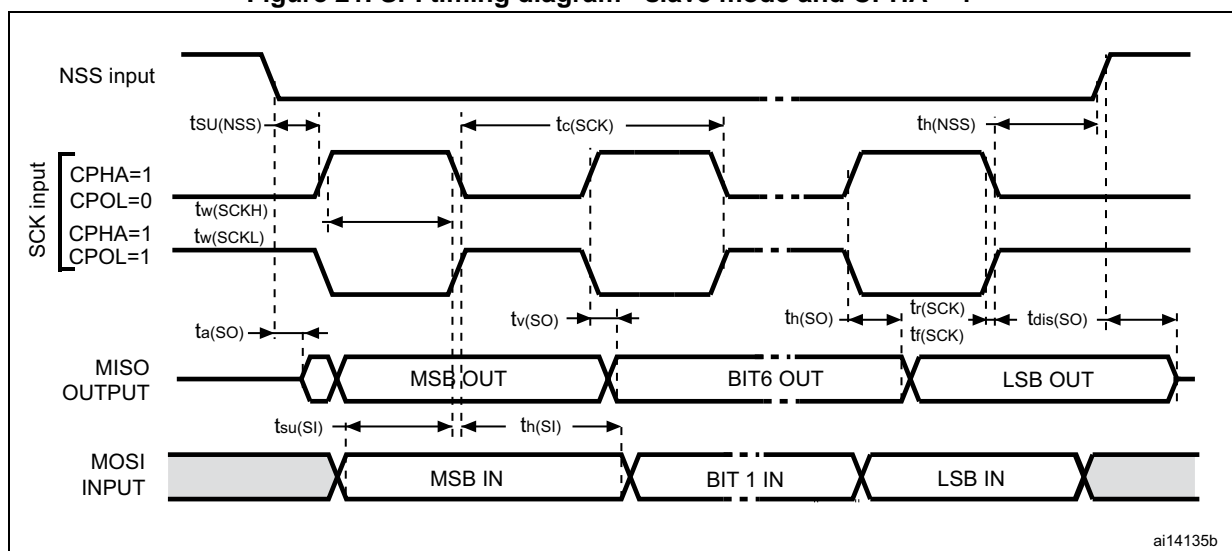 NSS input
tSU(NSS)
tc(SCK)
th(NSS)
SCK input
CPHA=1
CPOL=0
tw(SCKH)
CPHA=1
tw(SCKL)
CPOL=1
ta(SO)
tv(SO)
th(SO)
tr(SCK)
tf(SCK)
tdis(SO)
MISO
OUTPUT
MSB OUT
BIT6 OUT
LSB OUT
tsu(SI)
th(SI)
MOSI
INPUT
MSB IN
BIT 1 IN
LSB IN
ai14135b